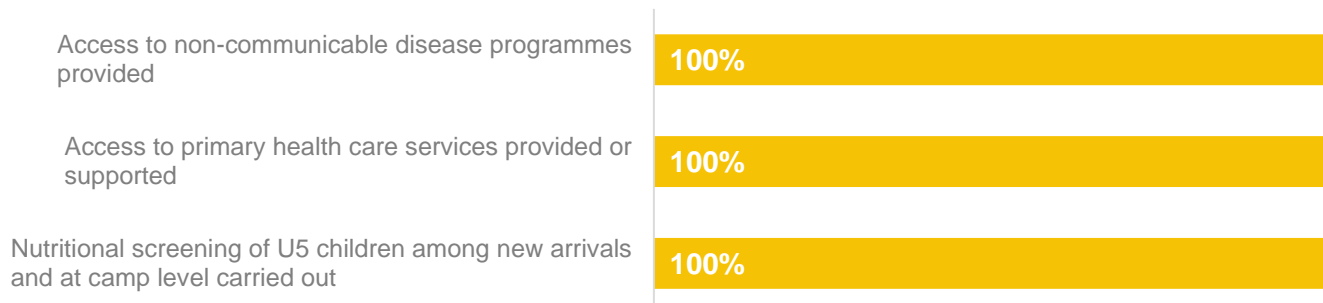 Access to non-communicable disease programmes
provided
100%
Access to primary health care services provided or
supported
100%
Nutritional screening of U5 children among new arrivals
and at camp level carried out
100%